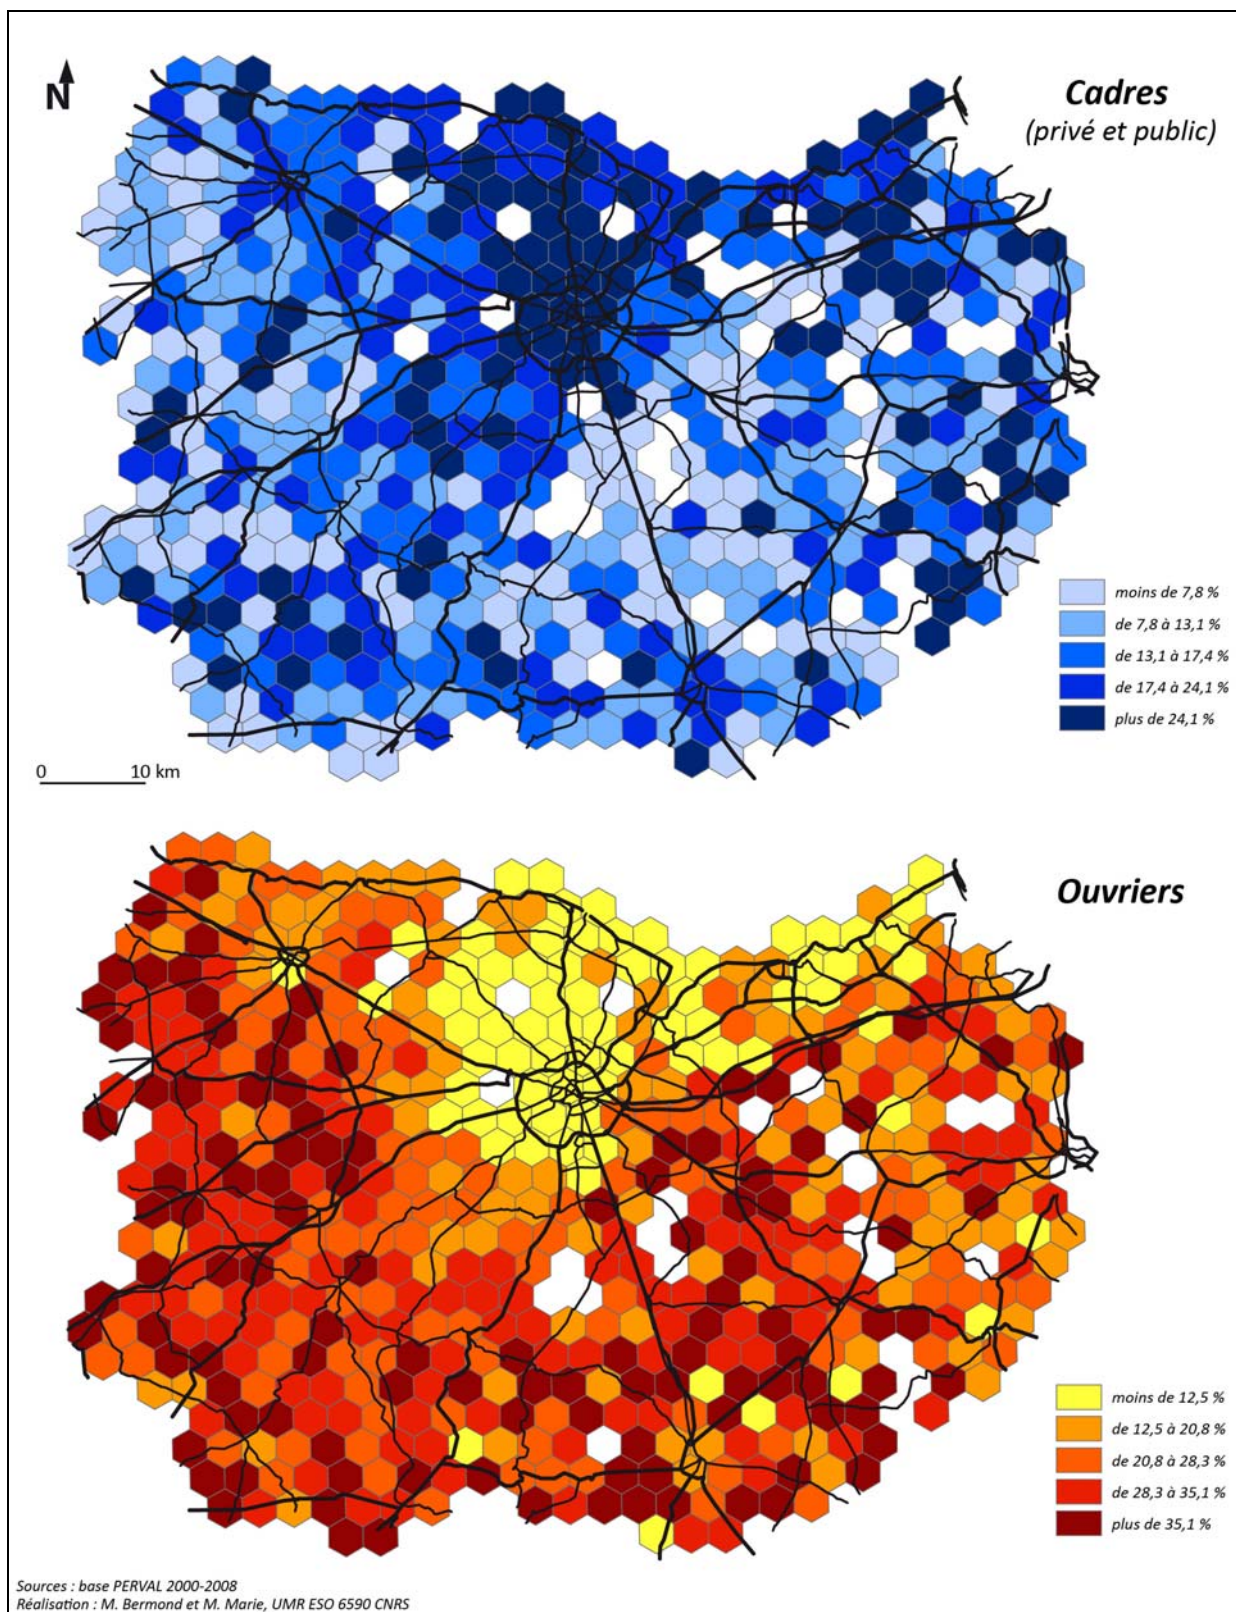 N
Cadres
(privé et public)
moins de 7,8 %
de 7,8 à 13,1 %
de 13,1 à 17,4 %
de 17,4 à 24,1 %
plus de 24,1 %
0 10 km
Ouvriers
moins de 12,5 %
de 12,5 à 20,8 %
de 20,8 à 28,3 %
de 28,3 à 35,1 %
plus de 35,1 %
Sources : base PERVAL 2000-2008
Réalisation : M. Bermond et M. Marie, UMR ESO 6590 CNRS